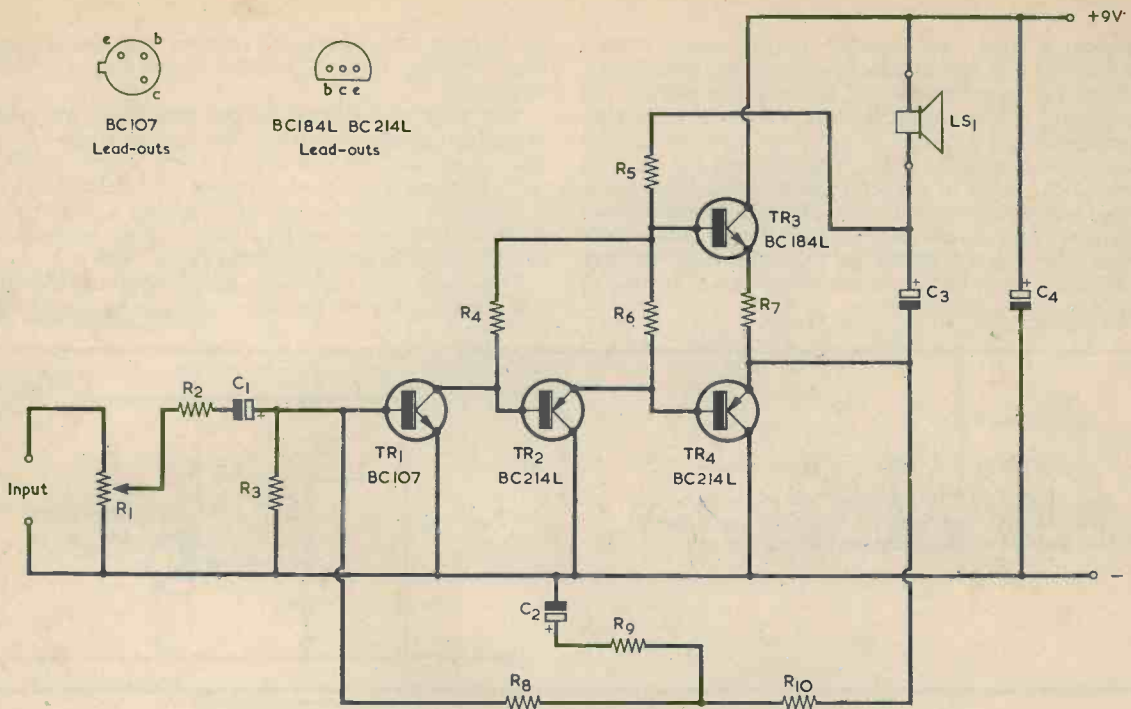 +9V
e b
c
BC107
Lead-outs
b c e
BC184L BC214L
Lead-outs
LS1
R5
TR3
BC184L
R4
R6
R7
C3
+
C4
+
R2
C1
+
TR1
BC107
TR2
BC214L
TR4
BC214L
Input
R1
R3
-
C2
+
R9
R8
R10